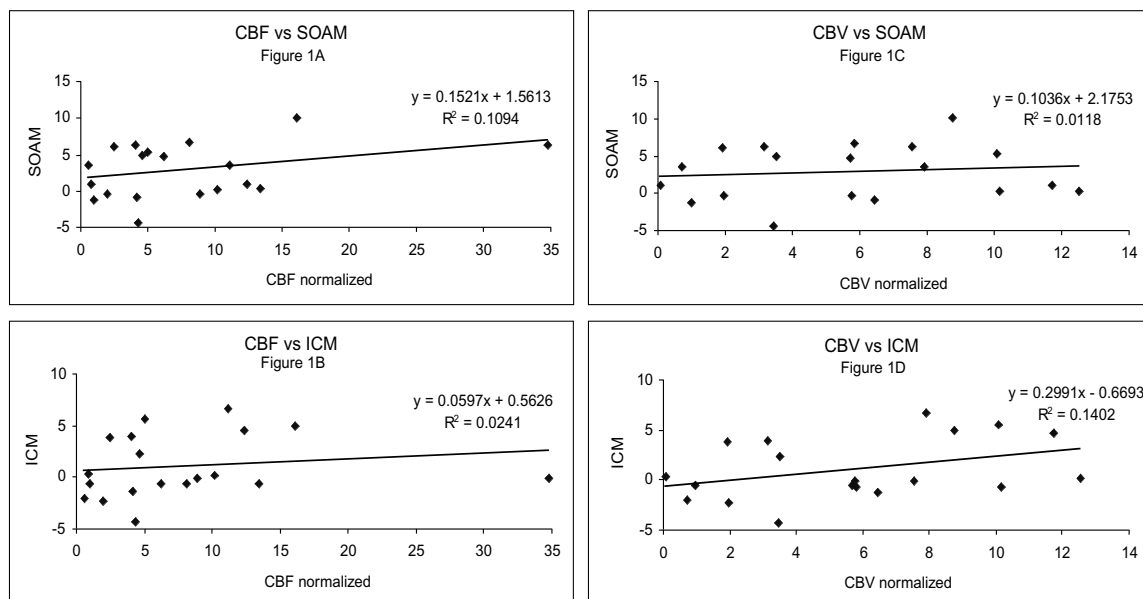 CBF vs SOAM
Figure 1A
15
10
5
0
-5
SOAM
y = 0.1521x + 1.5613
R² = 0.1094
0 5 10 15 20 25 30 35
CBF normalized
CBV vs SOAM
Figure 1C
15
10
5
0
-5
SOAM
y = 0.1036x + 2.1753
R² = 0.0118
0 2 4 6 8 10 12 14
CBV normalized
CBF vs ICM
Figure 1B
10
5
0
-5
ICM
y = 0.0597x + 0.5626
R² = 0.0241
0 5 10 15 20 25 30 35
CBF normalized
CBV vs ICM
Figure 1D
10
5
0
-5
ICM
y = 0.2991x - 0.6693
R² = 0.1402
0 2 4 6 8 10 12 14
CBV normalized